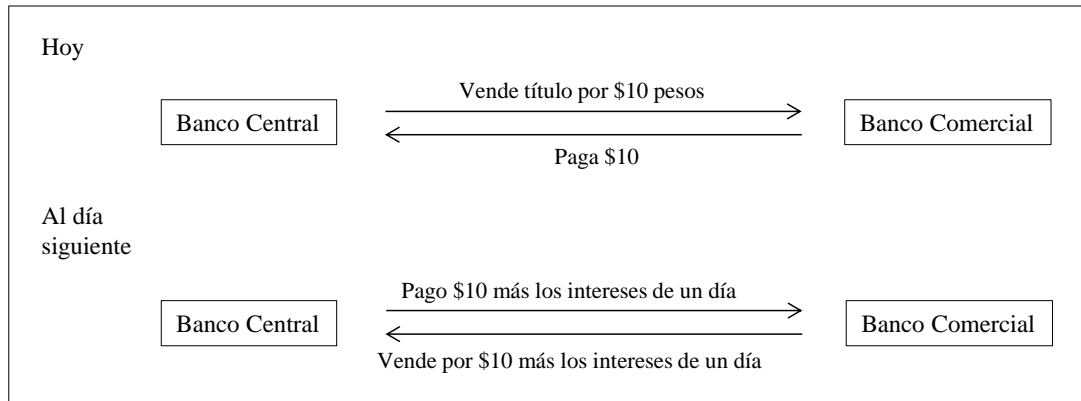 Hoy
Vende título por $10 pesos
Banco Central
Banco Comercial
Paga $10
Al día
siguiente
Pago $10 más los intereses de un día
Banco Central
Banco Comercial
Vende por $10 más los intereses de un día